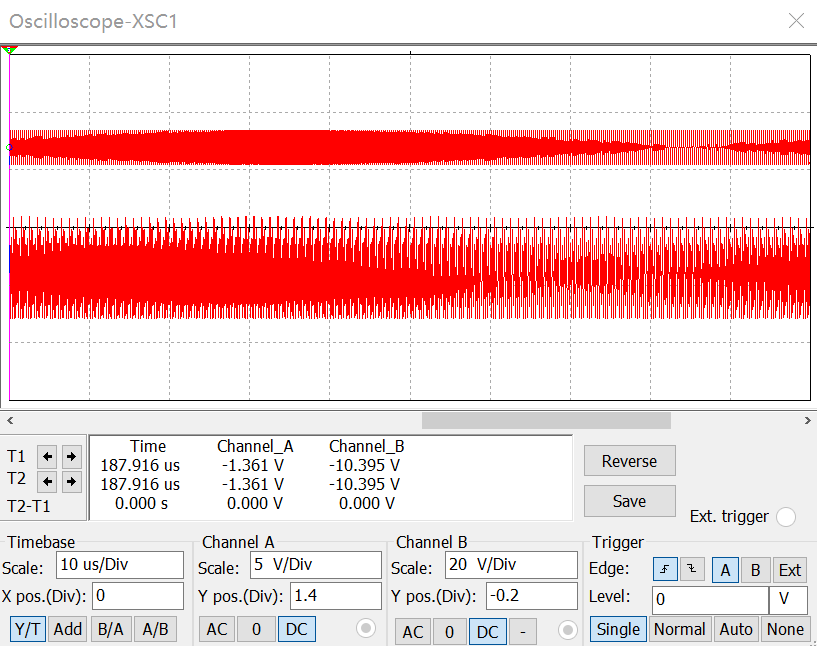 Oscilloscope-XSC1
Time Channel_A Channel_B
T1 187.916 us -1.361 V -10.395 V
T2 187.916 us -1.361 V -10.395 V
T2-T1 0.000 s 0.000 V 0.000 V
Reverse
Save
Ext. trigger
Timebase
Scale: 10 us/Div
X pos.(Div): 0
Y/T Add B/A A/B
Channel A
Scale: 5 V/Div
Y pos.(Div): 1.4
AC 0 DC
Channel B
Scale: 20 V/Div
Y pos.(Div): -0.2
AC 0 DC -
Trigger
Edge: A B Ext
Level: 0 V
Single Normal Auto None